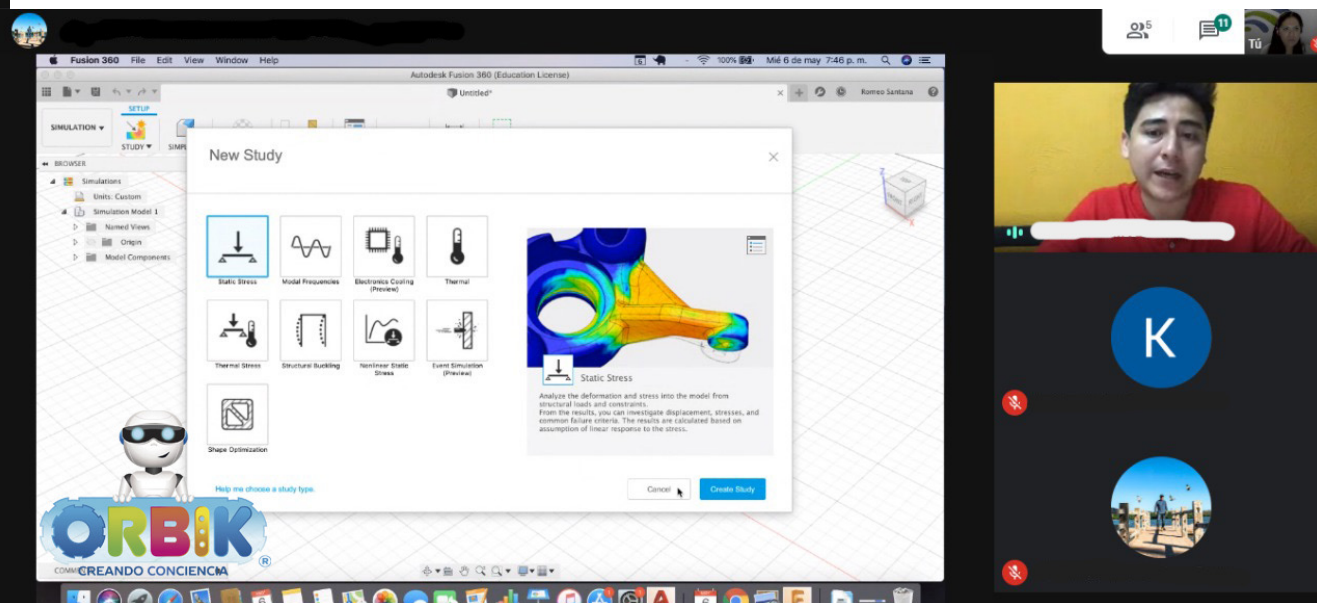 5
11
Tú
Fusion 360 File Edit View Window Help
100% Mié 6 de may 7:46 p. m.
Autodesk Fusion 360 (Education License)
Untitled*
Romeo Santana
SETUP
SIMULATION
STUDY
SIMPL
BROWSER
Simulations
Units: Custom
Simulation Model 1
Named Views
Origin
Model Components
New Study
Static Stress
Modal Frequencies
Electronics Cooling
(Preview)
Thermal
Thermal Stress
Structural Buckling
Nonlinear Static
Stress
Event Simulation
(Preview)
Shape Optimization
Static Stress
Analyze the deformation and stress into the model from
structural loads and constraints.
From the results, you can investigate displacement, stresses, and
common failure criteria. The results are calculated based on
assumption of linear response to the stress.
Help me choose a study type.
Cancel
Create Study
Z
X
K
ORBIK
®
CREANDO CONCIENCIA